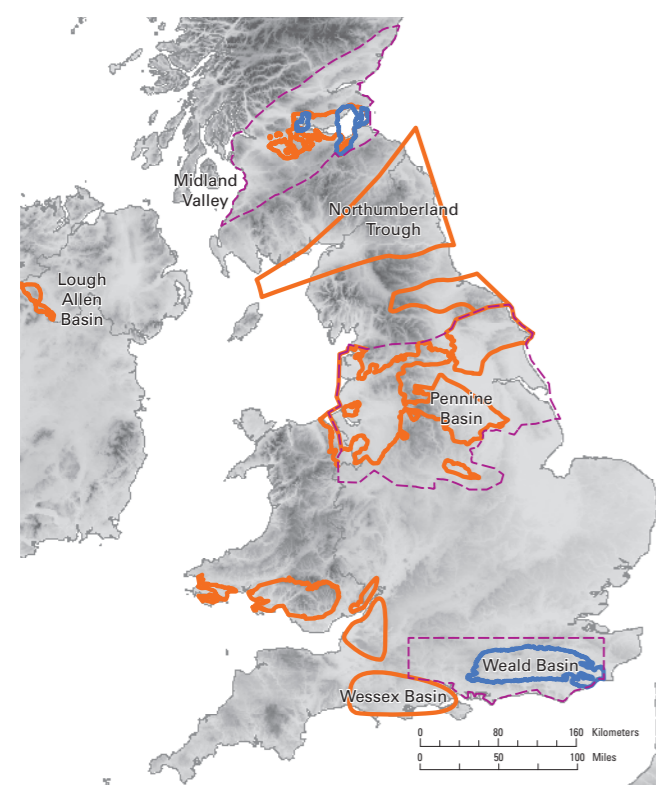 Midland
Valley
Northumberland
Trough
Lough
Allen
Basin
Pennine
Basin
Weald Basin
Wessex Basin
0 80 160 Kilometers
0 50 100 Miles